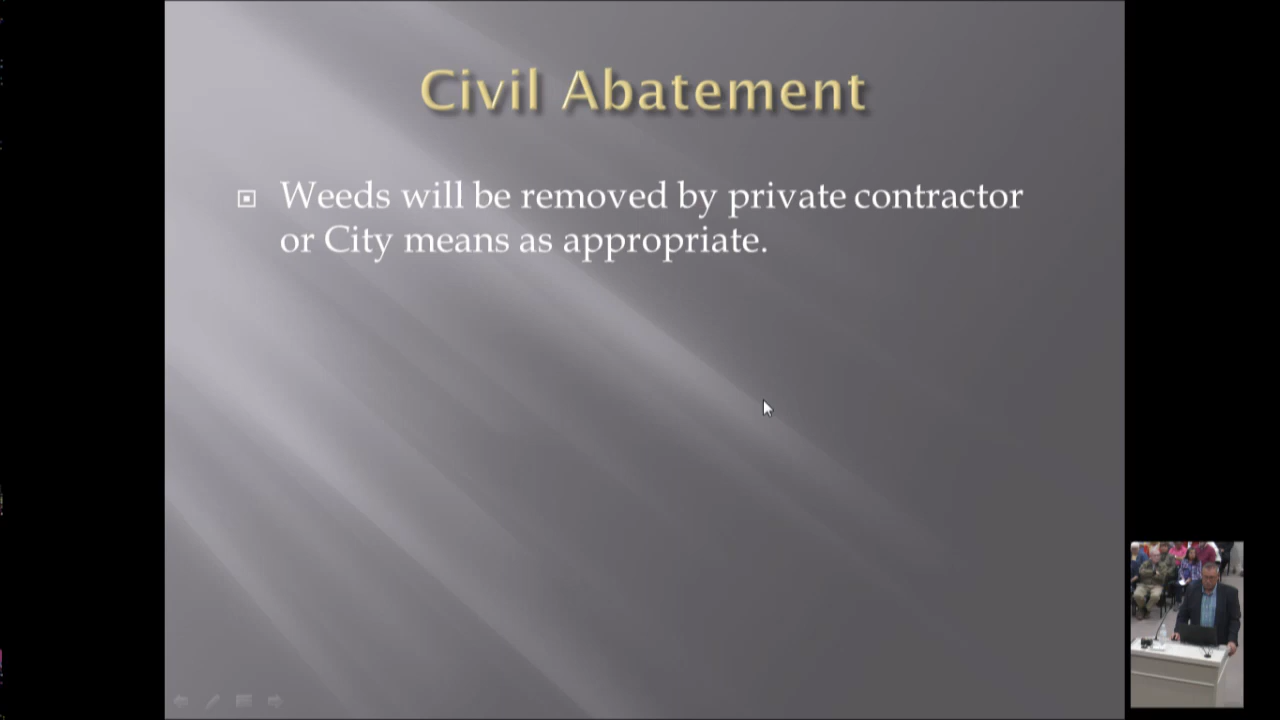 Civil Abatement
Weeds will be removed by private contractor
or City means as appropriate.